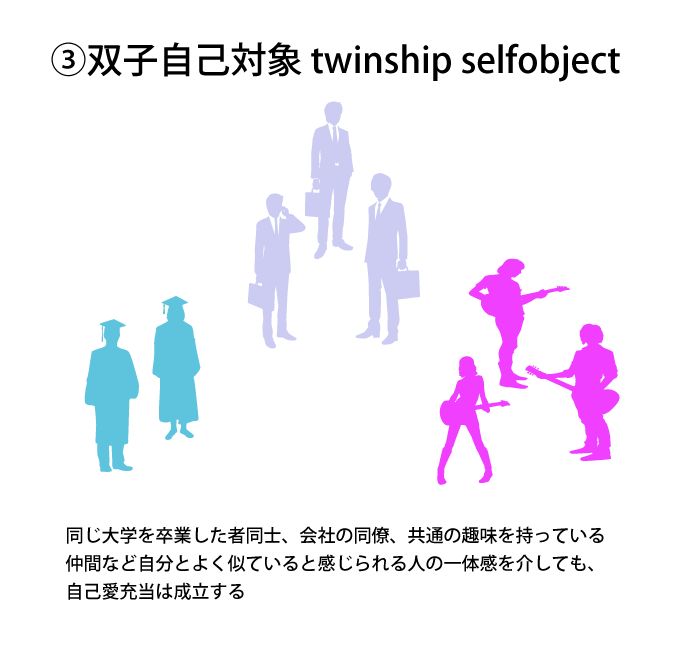 ③双子自己対象 twinship selfobject
同じ大学を卒業した者同士、会社の同僚、共通の趣味を持っている
仲間など自分とよく似ていると感じられる人の一体感を介しても、
自己愛充当は成立する